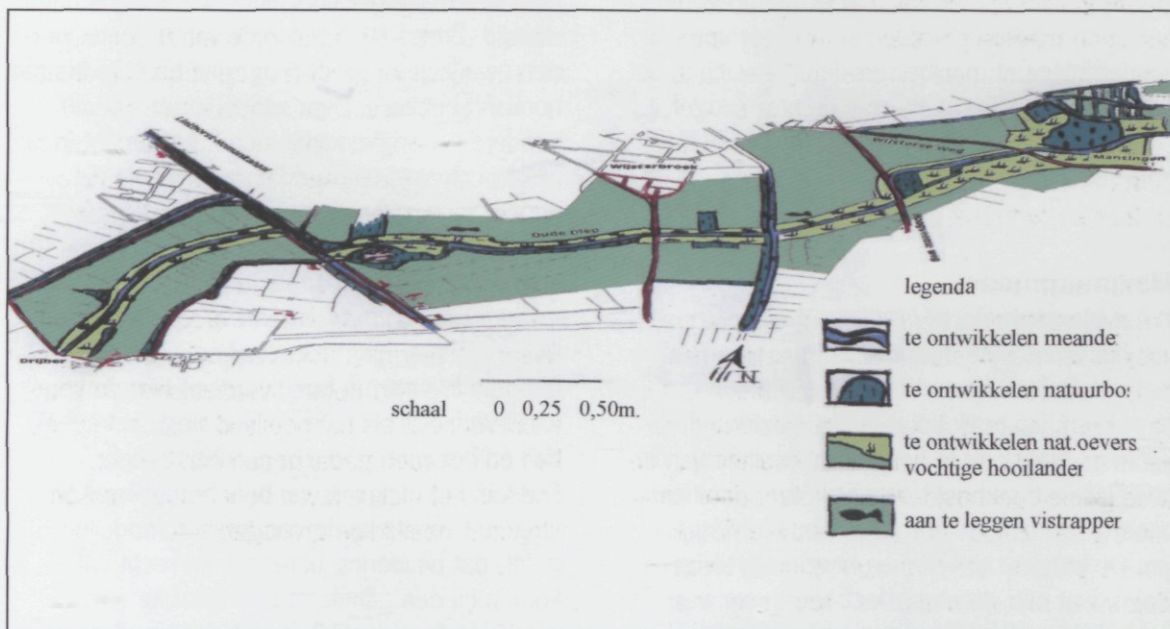 Wijsterbroek
Wijsterse weg
Mantingen
Oude Diep
Drijber
N
schaal 0 0,25 0,50m.
legenda
te ontwikkelen meande
te ontwikkelen natuurbo:
te ontwikkelen nat.oevers
vochtige hooilander
aan te leggen vistrapper